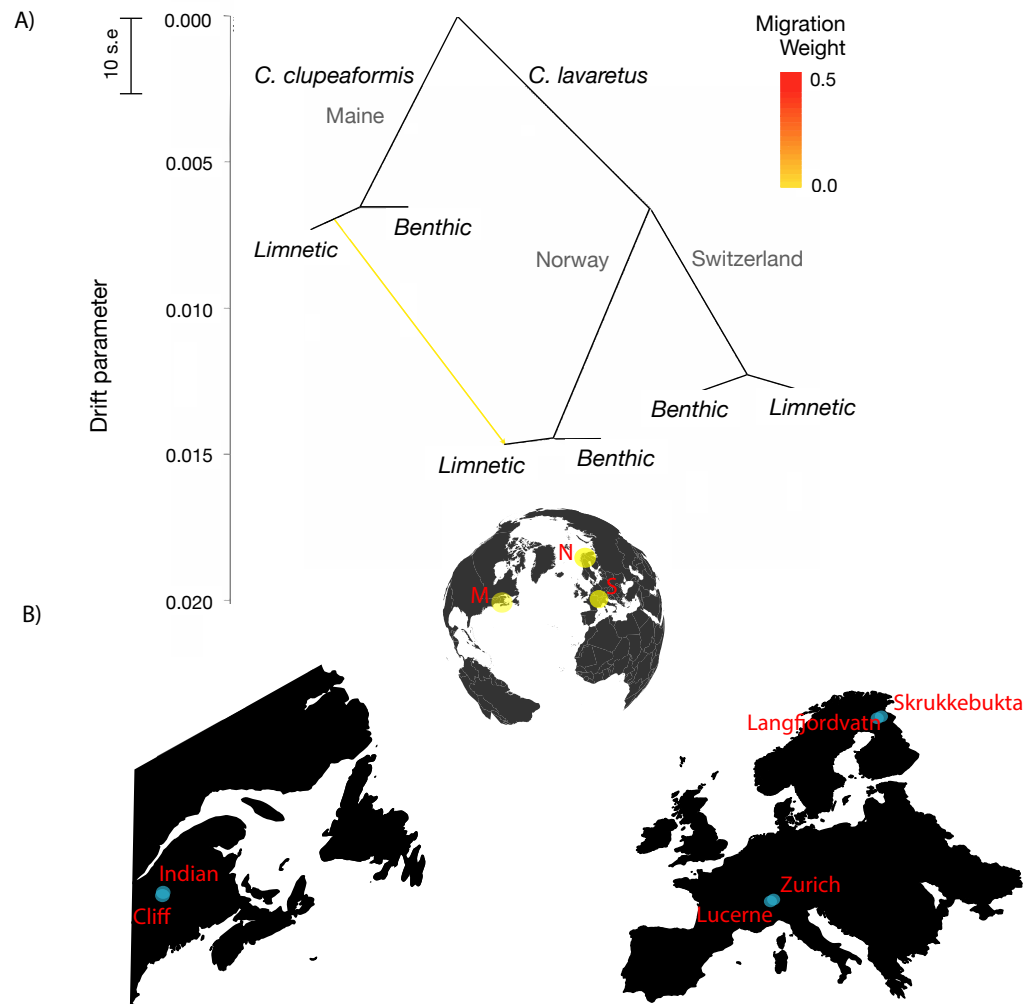 A)
0.000
10 s.e
Migration
Weight
0.5
0.0
C. clupeaformis
C. lavaretus
Maine
0.005
Limnetic
Benthic
Norway
Switzerland
Drift parameter
0.010
Benthic
Limnetic
0.015
Limnetic
Benthic
0.020
N
M
S
B)
Skrukkebukta
Langfjordvatn
Indian
Cliff
Zurich
Lucerne